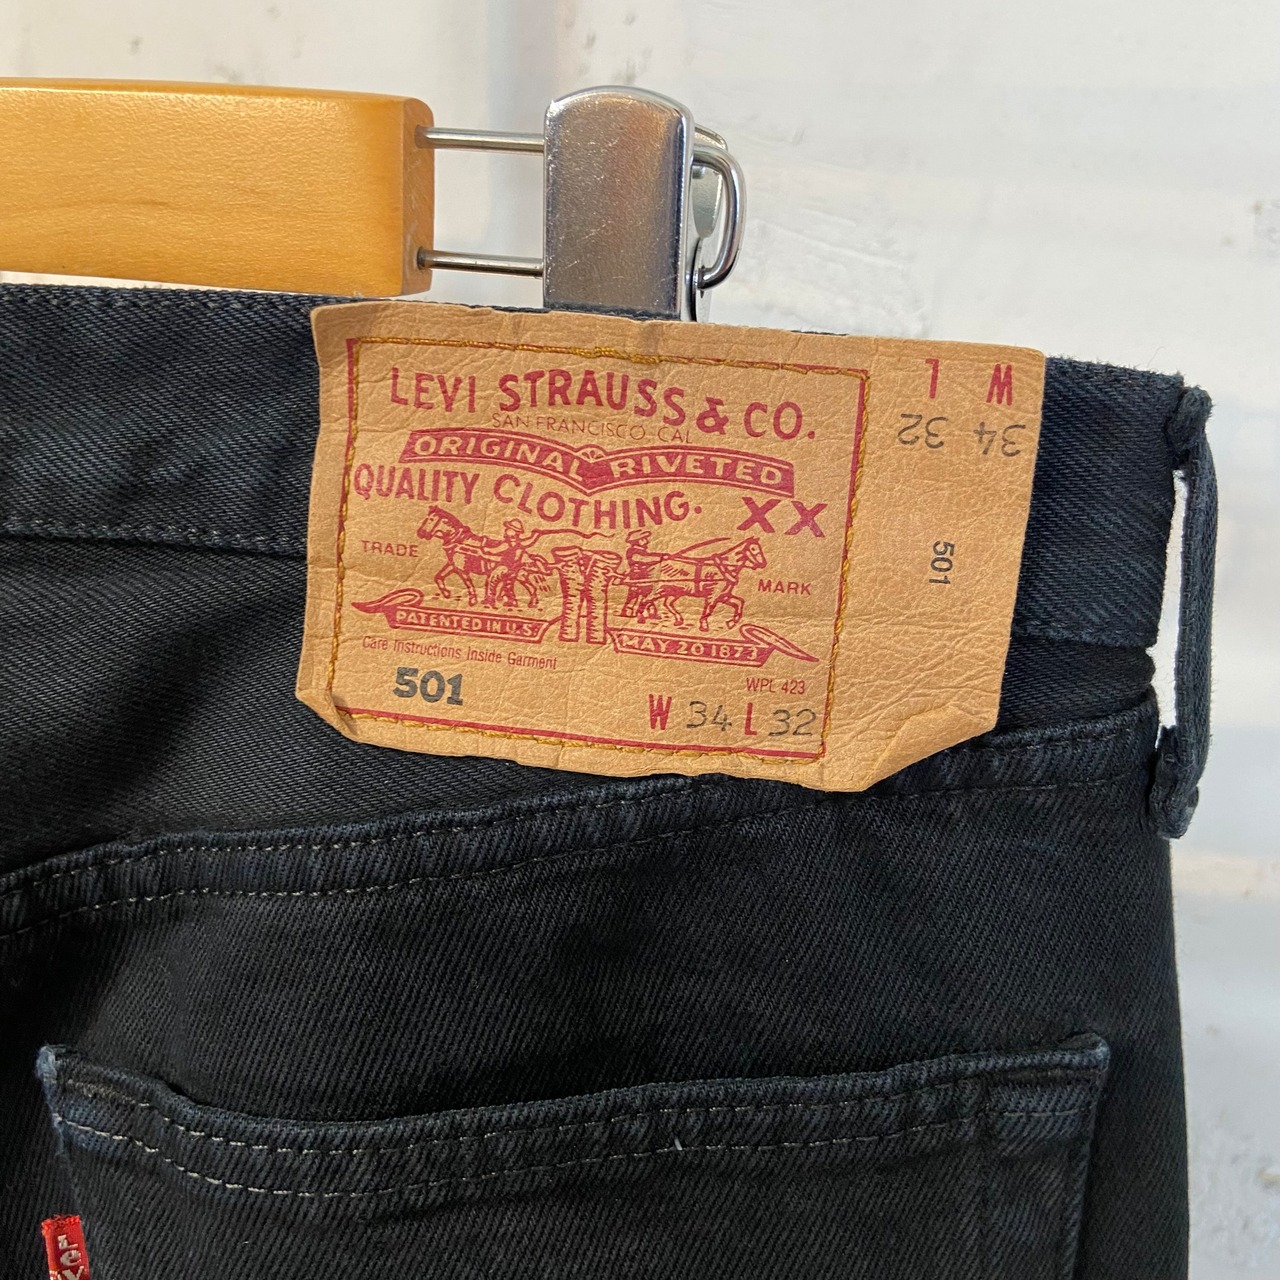 LEVI STRAUSS & CO.
SAN FRANCISCO CAL
ORIGINAL RIVETED
QUALITY CLOTHING. XX
TRADE MARK
PATENTED IN U.S.
MAY 20 1873
Care Instructions Inside Garment
WPL 423
501
W 34 L 32
W L
34 32
501
LEV